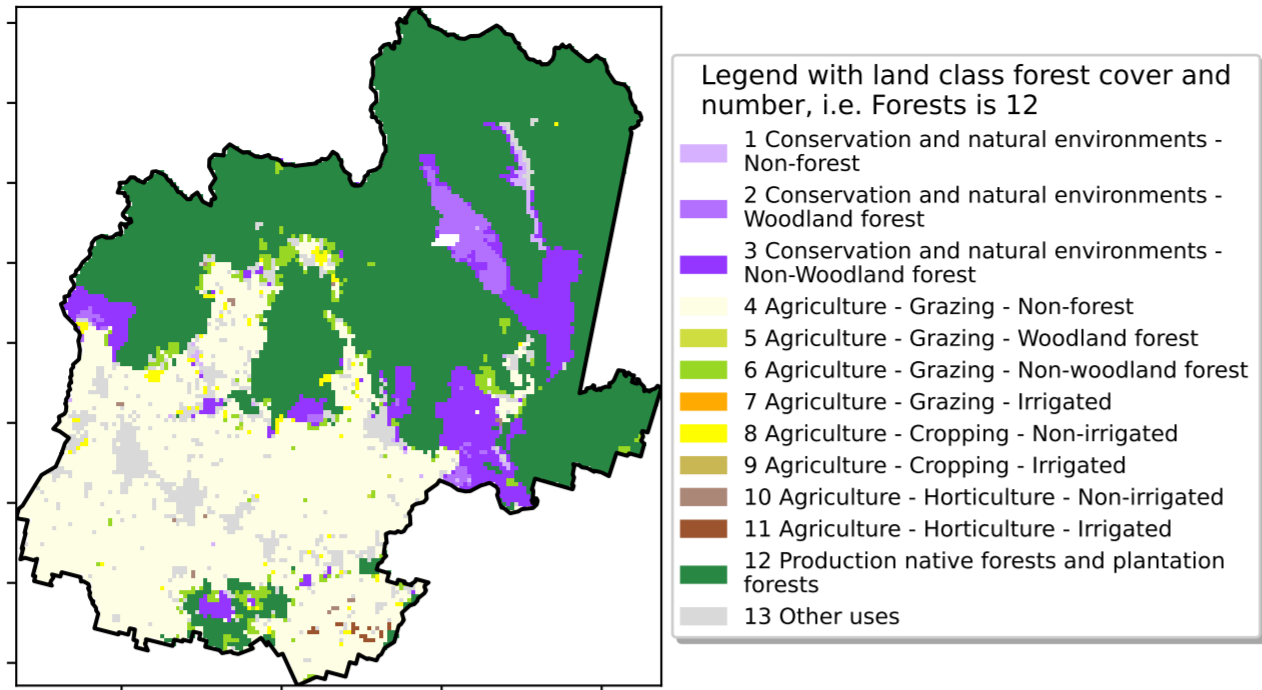 Legend with land class forest cover and
number, i.e. Forests is 12
1 Conservation and natural environments -
Non-forest
2 Conservation and natural environments -
Woodland forest
3 Conservation and natural environments -
Non-Woodland forest
4 Agriculture - Grazing - Non-forest
5 Agriculture - Grazing - Woodland forest
6 Agriculture - Grazing - Non-woodland forest
7 Agriculture - Grazing - Irrigated
8 Agriculture - Cropping - Non-irrigated
9 Agriculture - Cropping - Irrigated
10 Agriculture - Horticulture - Non-irrigated
11 Agriculture - Horticulture - Irrigated
12 Production native forests and plantation
forests
13 Other uses